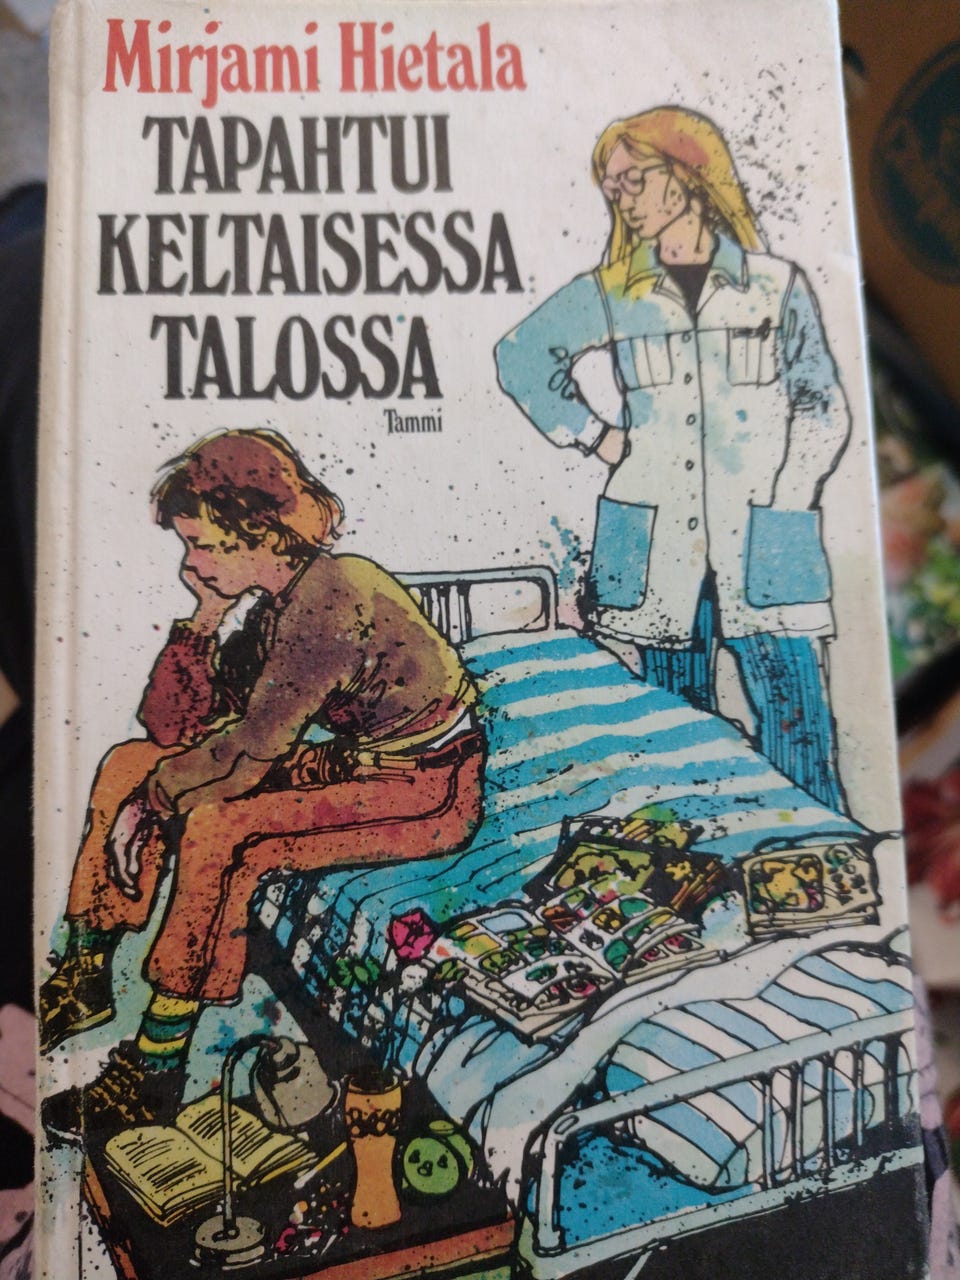 Mirjami Hietala
TAPAHTUI
KELTAISESSA
TALOSSA
Tammi